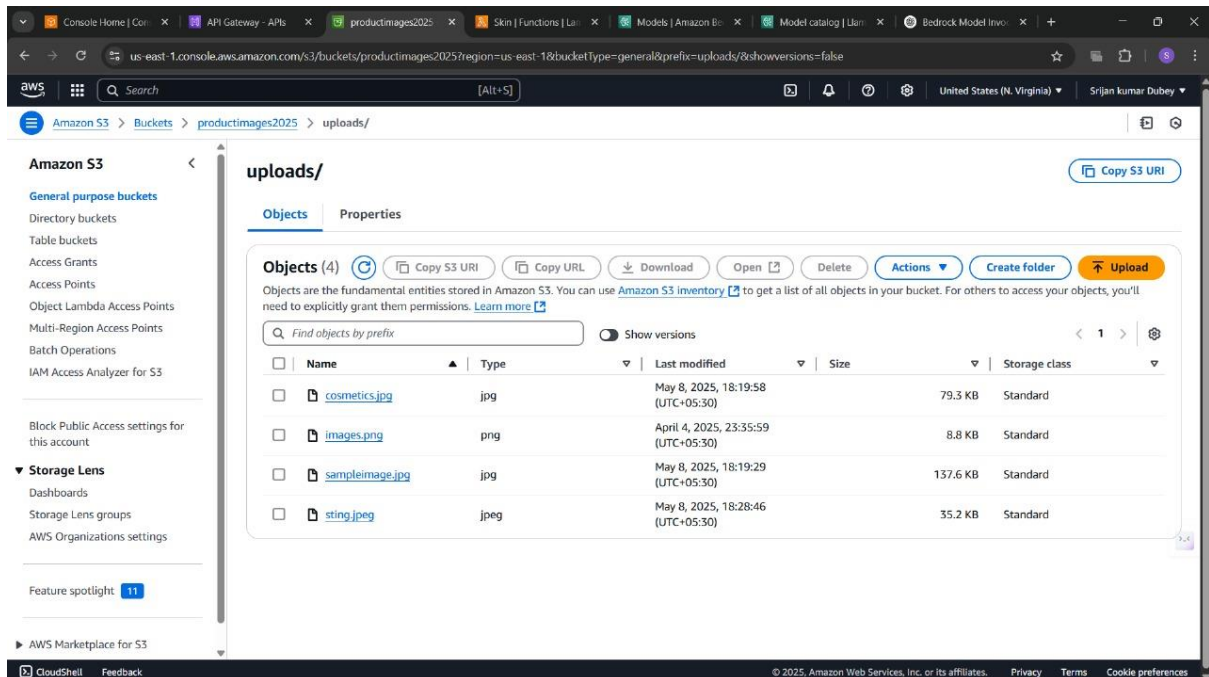 Console Home | Con
API Gateway - APIs
productimages2025
Skin | Functions | Lam
Models | Amazon Be
Model catalog | Llam
Bedrock Model Invoc
us-east-1.console.aws.amazon.com/s3/buckets/productimages2025?region=us-east-1&bucketType=general&prefix=uploads/&showversions=false
S
aws
Search
[Alt+S]
United States (N. Virginia)
Srijan kumar Dubey
Amazon S3 > Buckets > productimages2025 > uploads/
Amazon S3
General purpose buckets
Directory buckets
Table buckets
Access Grants
Access Points
Object Lambda Access Points
Multi-Region Access Points
Batch Operations
IAM Access Analyzer for S3
Block Public Access settings for
this account
Storage Lens
Dashboards
Storage Lens groups
AWS Organizations settings
Feature spotlight 11
AWS Marketplace for S3
uploads/
Copy S3 URI
Objects Properties
Objects (4) Copy S3 URI Copy URL Download Open Delete Actions Create folder Upload
Objects are the fundamental entities stored in Amazon S3. You can use Amazon S3 inventory to get a list of all objects in your bucket. For others to access your objects, you'll
need to explicitly grant them permissions. Learn more
Find objects by prefix
Show versions
1
Name Type Last modified Size Storage class
cosmetics.jpg jpg May 8, 2025, 18:19:58 (UTC+05:30) 79.3 KB Standard
images.png png April 4, 2025, 23:35:59 (UTC+05:30) 8.8 KB Standard
sampleimage.jpg jpg May 8, 2025, 18:19:29 (UTC+05:30) 137.6 KB Standard
sting.jpeg jpeg May 8, 2025, 18:28:46 (UTC+05:30) 35.2 KB Standard
CloudShell Feedback
© 2025, Amazon Web Services, Inc. or its affiliates. Privacy Terms Cookie preferences